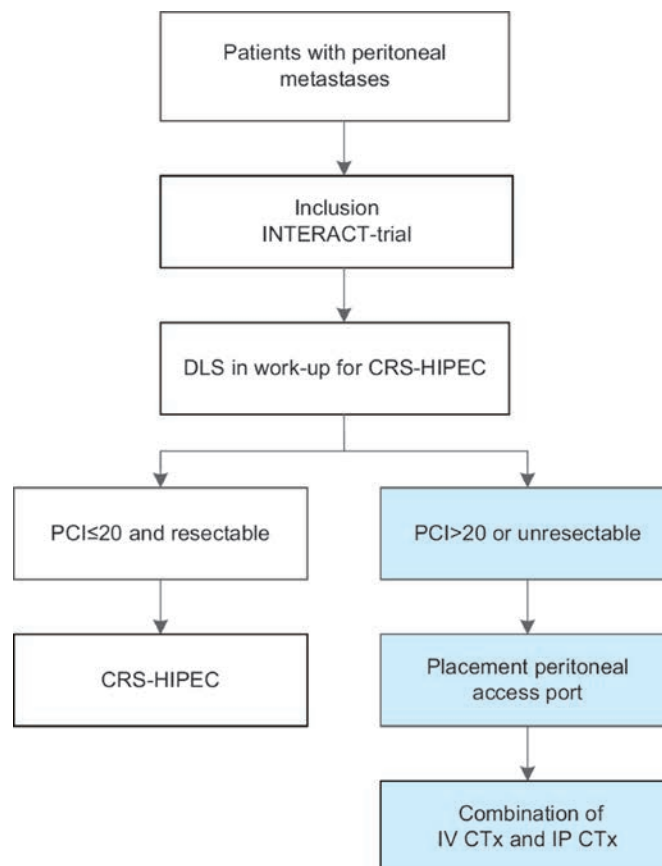 Patients with peritoneal
metastases
Inclusion
INTERACT-trial
DLS in work-up for CRS-HIPEC
PCI≤20 and resectable
PCI>20 or unresectable
CRS-HIPEC
Placement peritoneal
access port
Combination of
IV CTx and IP CTx